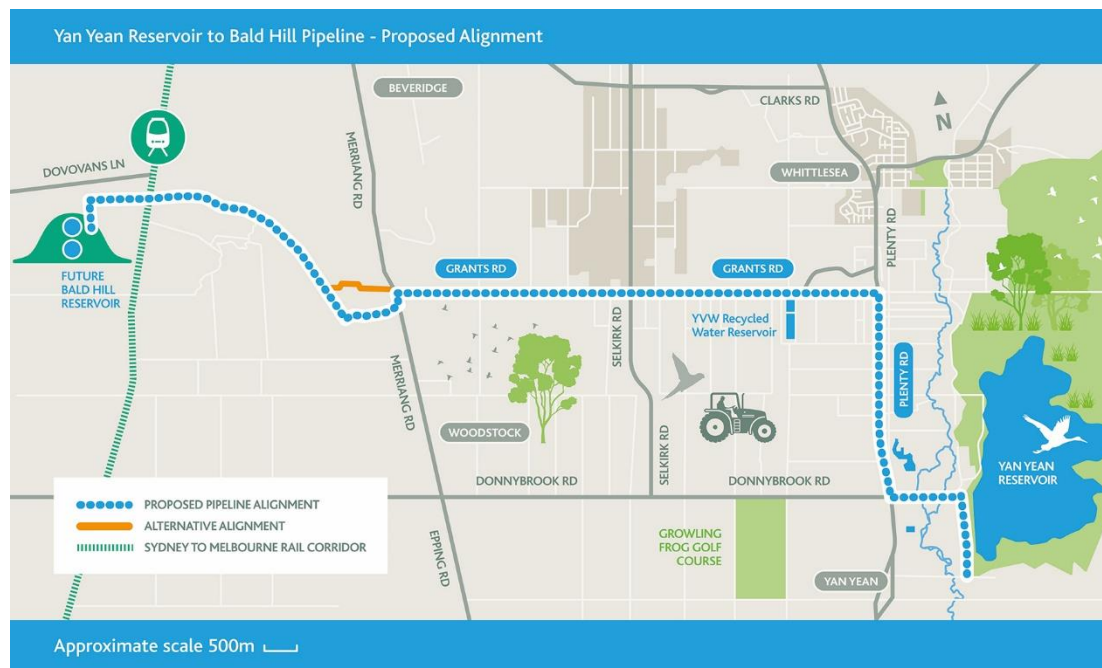 Yan Yean Reservoir to Bald Hill Pipeline - Proposed Alignment
BEVERIDGE
CLARKS RD
N
DOVOVANS LN
MERRIANG RD
WHITTLESEA
PLENTY RD
FUTURE
BALD HILL
RESERVOIR
GRANTS RD
GRANTS RD
SELKIRK RD
YVW Recycled
Water Reservoir
MERRIANG RD
PLENTY RD
WOODSTOCK
SELKIRK RD
YAN YEAN
RESERVOIR
DONNYBROOK RD
DONNYBROOK RD
PROPOSED PIPELINE ALIGNMENT
ALTERNATIVE ALIGNMENT
SYDNEY TO MELBOURNE RAIL CORRIDOR
EPPING RD
GROWLING
FROG GOLF
COURSE
YAN YEAN
Approximate scale 500m